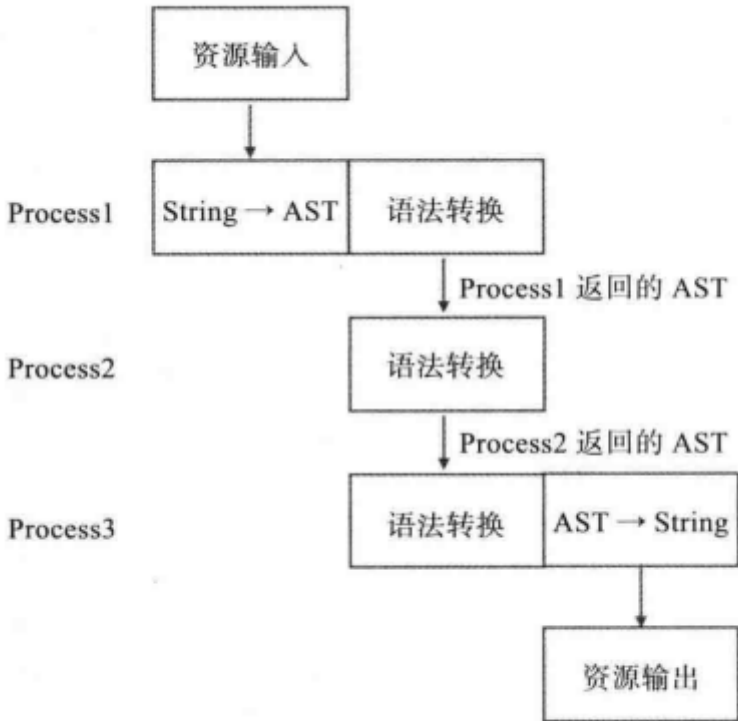 资源输入
Process1
String → AST
语法转换
Process1 返回的 AST
Process2
语法转换
Process2 返回的 AST
Process3
语法转换
AST → String
资源输出